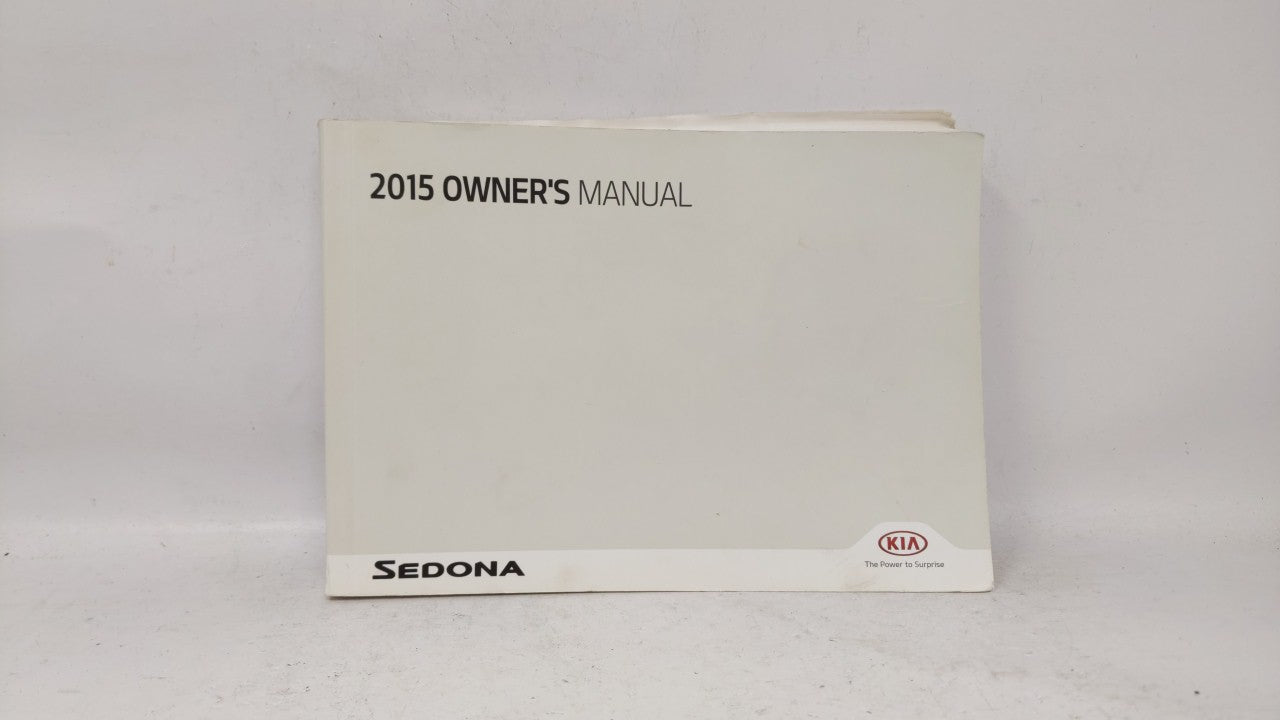 2015 OWNER'S MANUAL
SEDONA
KIA
The Power to Surprise